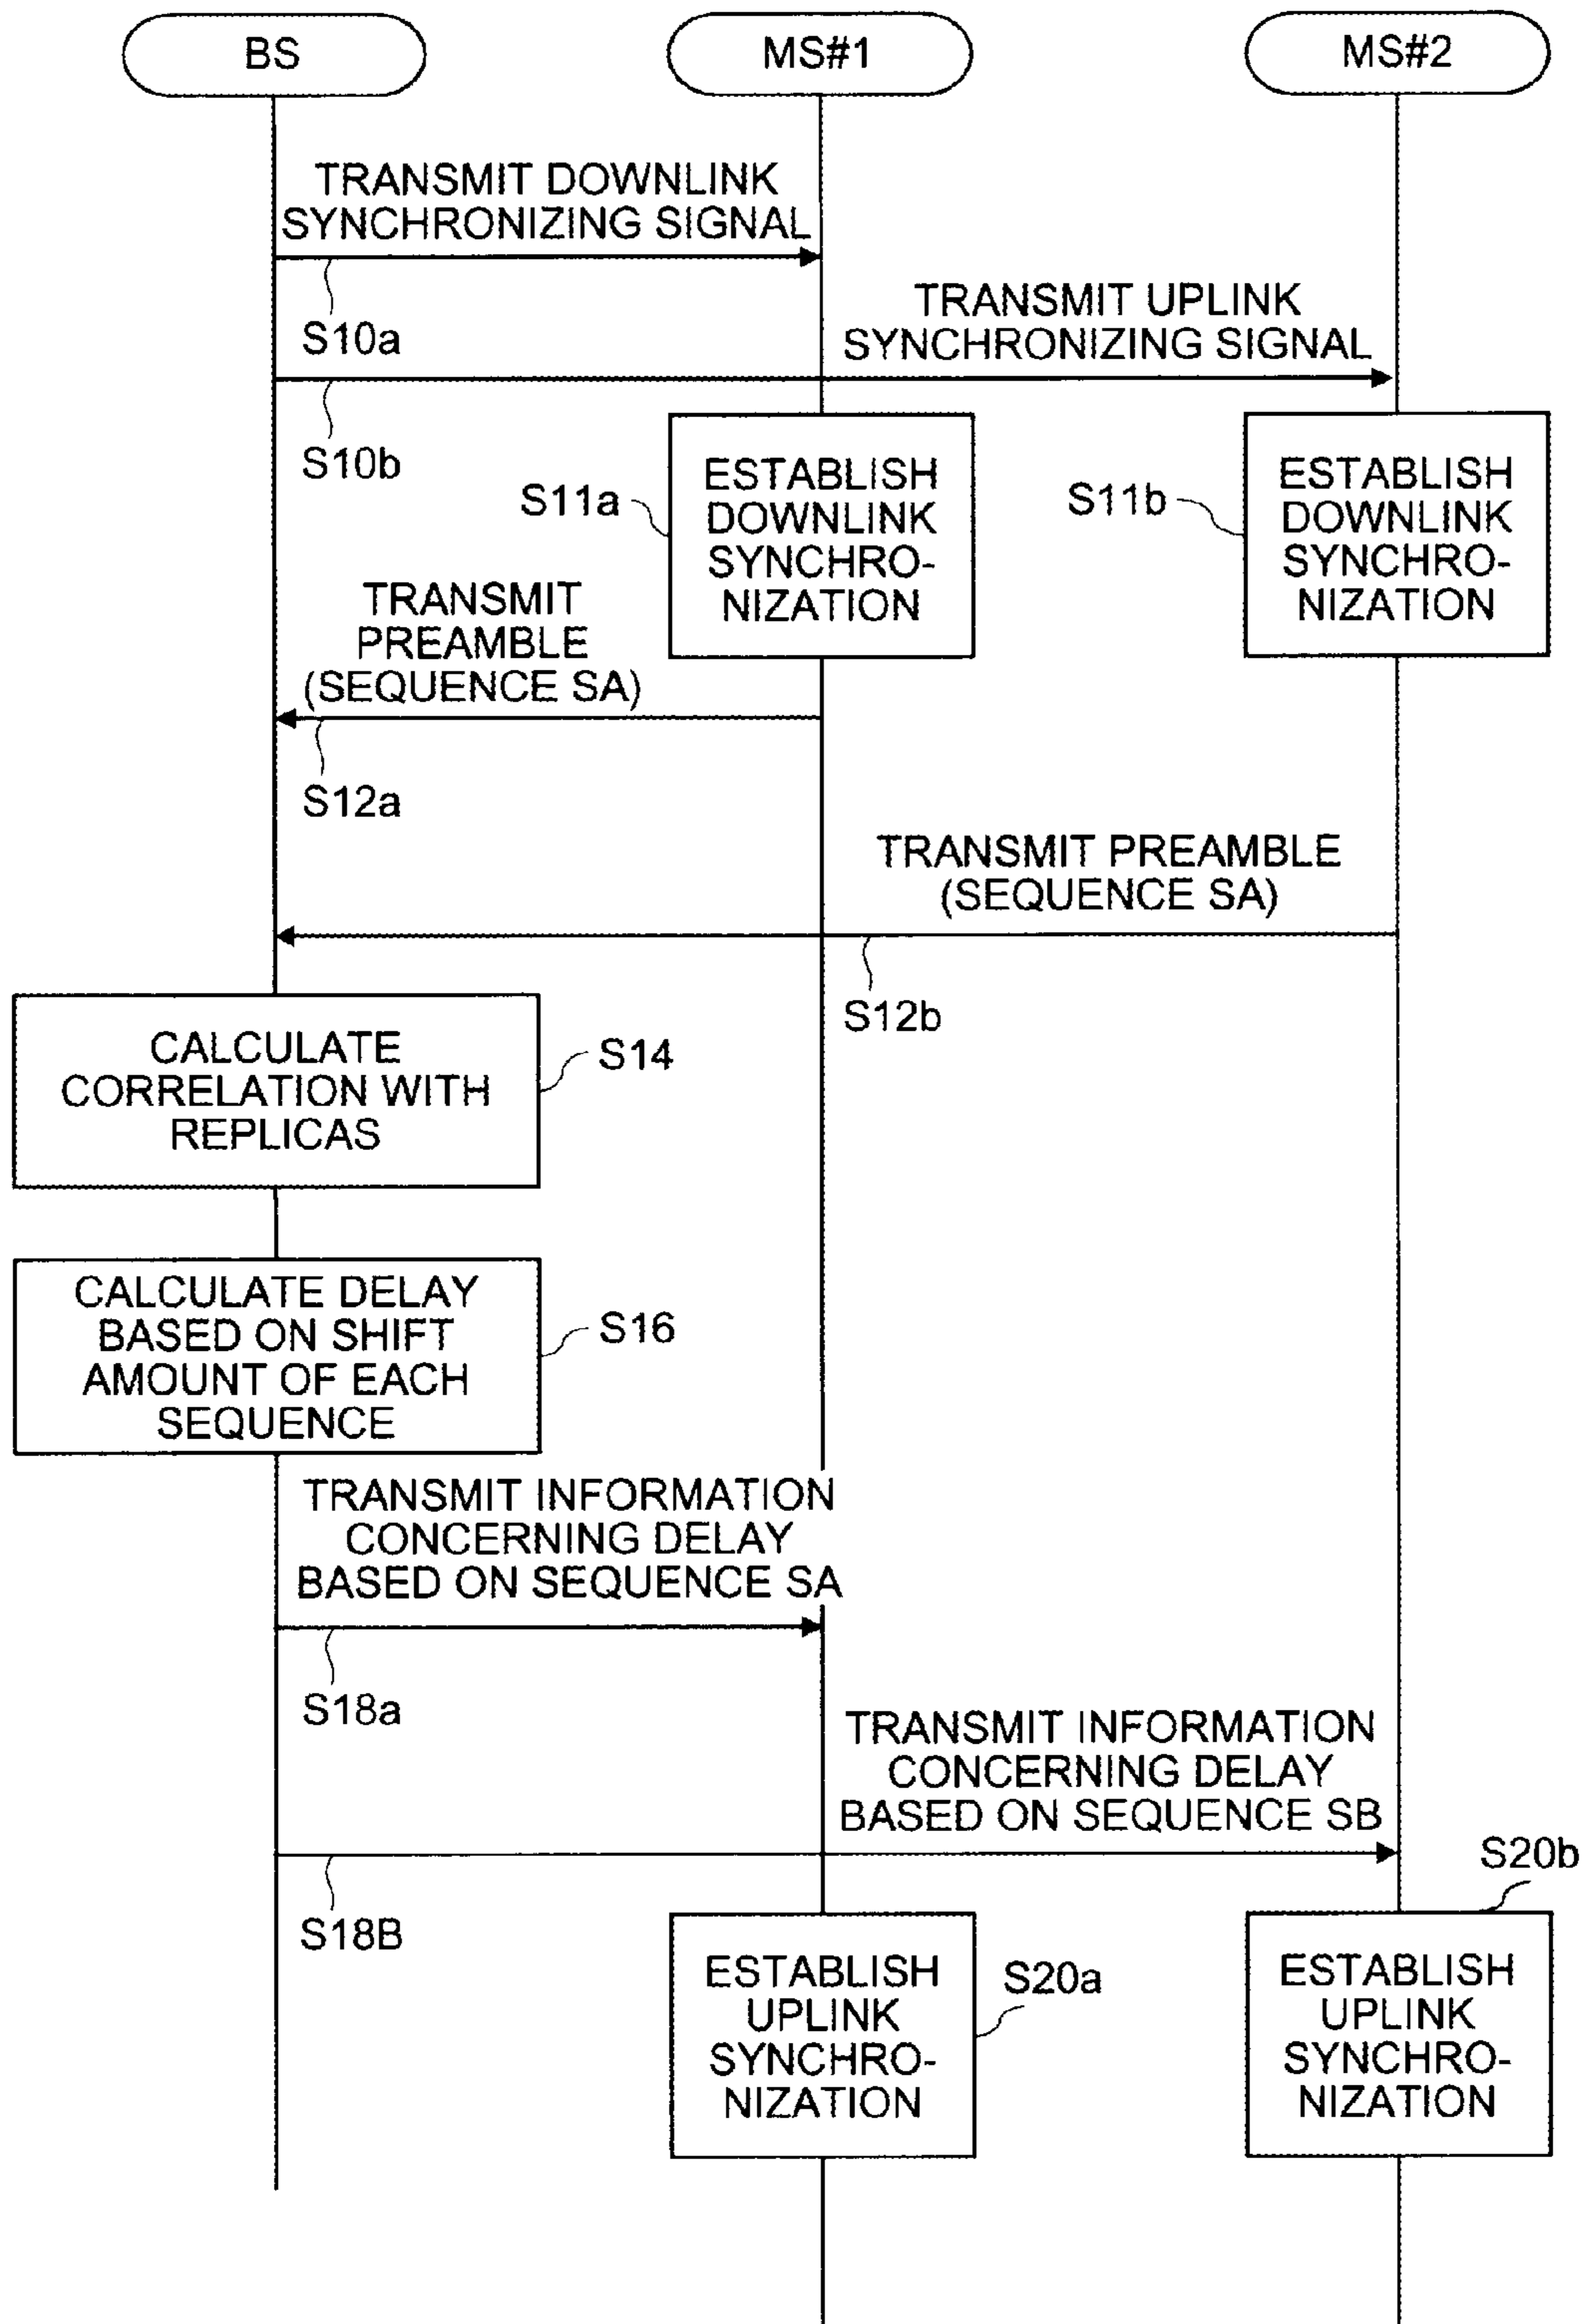 BS
MS#1
MS#2
TRANSMIT DOWNLINK
SYNCHRONIZING SIGNAL
S10a
TRANSMIT UPLINK
SYNCHRONIZING SIGNAL
S10b
S11a
ESTABLISH
DOWNLINK
SYNCHRO-
NIZATION
S11b
ESTABLISH
DOWNLINK
SYNCHRO-
NIZATION
TRANSMIT
PREAMBLE
(SEQUENCE SA)
S12a
TRANSMIT PREAMBLE
(SEQUENCE SA)
S12b
CALCULATE
CORRELATION WITH
REPLICAS
S14
CALCULATE DELAY
BASED ON SHIFT
AMOUNT OF EACH
SEQUENCE
S16
TRANSMIT INFORMATION
CONCERNING DELAY
BASED ON SEQUENCE SA
S18a
TRANSMIT INFORMATION
CONCERNING DELAY
BASED ON SEQUENCE SB
S18B
S20b
ESTABLISH
UPLINK
SYNCHRO-
NIZATION
S20a
ESTABLISH
UPLINK
SYNCHRO-
NIZATION